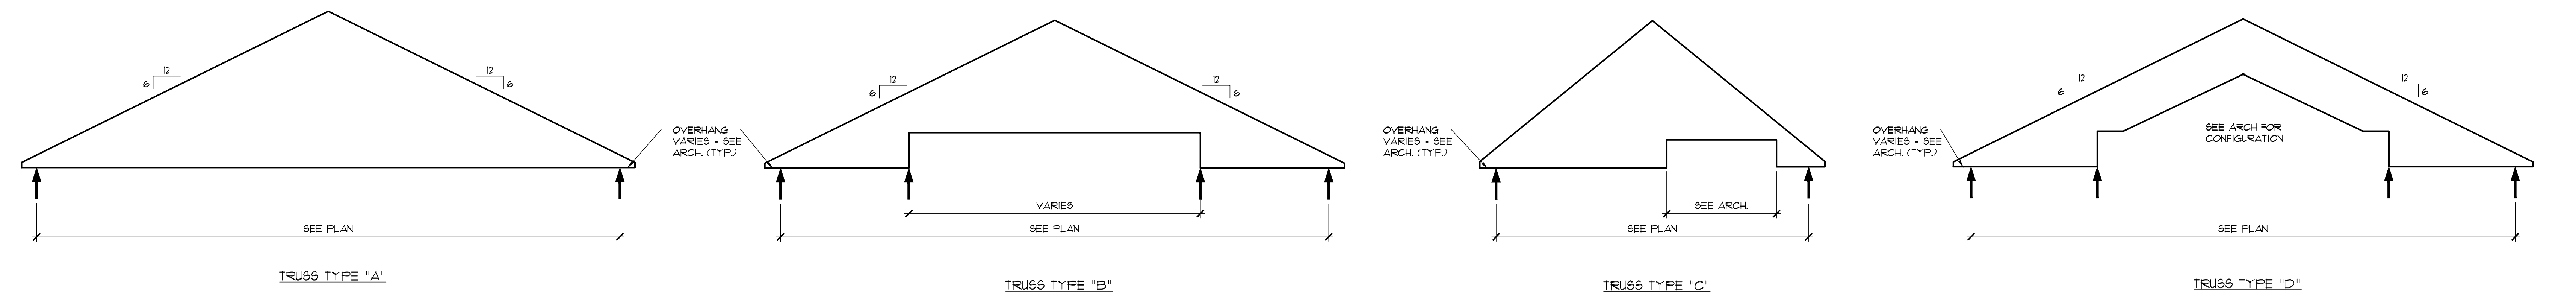 12
6
12
6
SEE PLAN
TRUSS TYPE "A"
OVERHANG
VARIES - SEE
ARCH. (TYP.)
12
6
12
6
VARIES
SEE PLAN
TRUSS TYPE "B"
OVERHANG
VARIES - SEE
ARCH. (TYP.)
SEE ARCH.
SEE PLAN
TRUSS TYPE "C"
OVERHANG
VARIES - SEE
ARCH. (TYP.)
12
6
12
6
SEE ARCH FOR
CONFIGURATION
SEE PLAN
TRUSS TYPE "D"